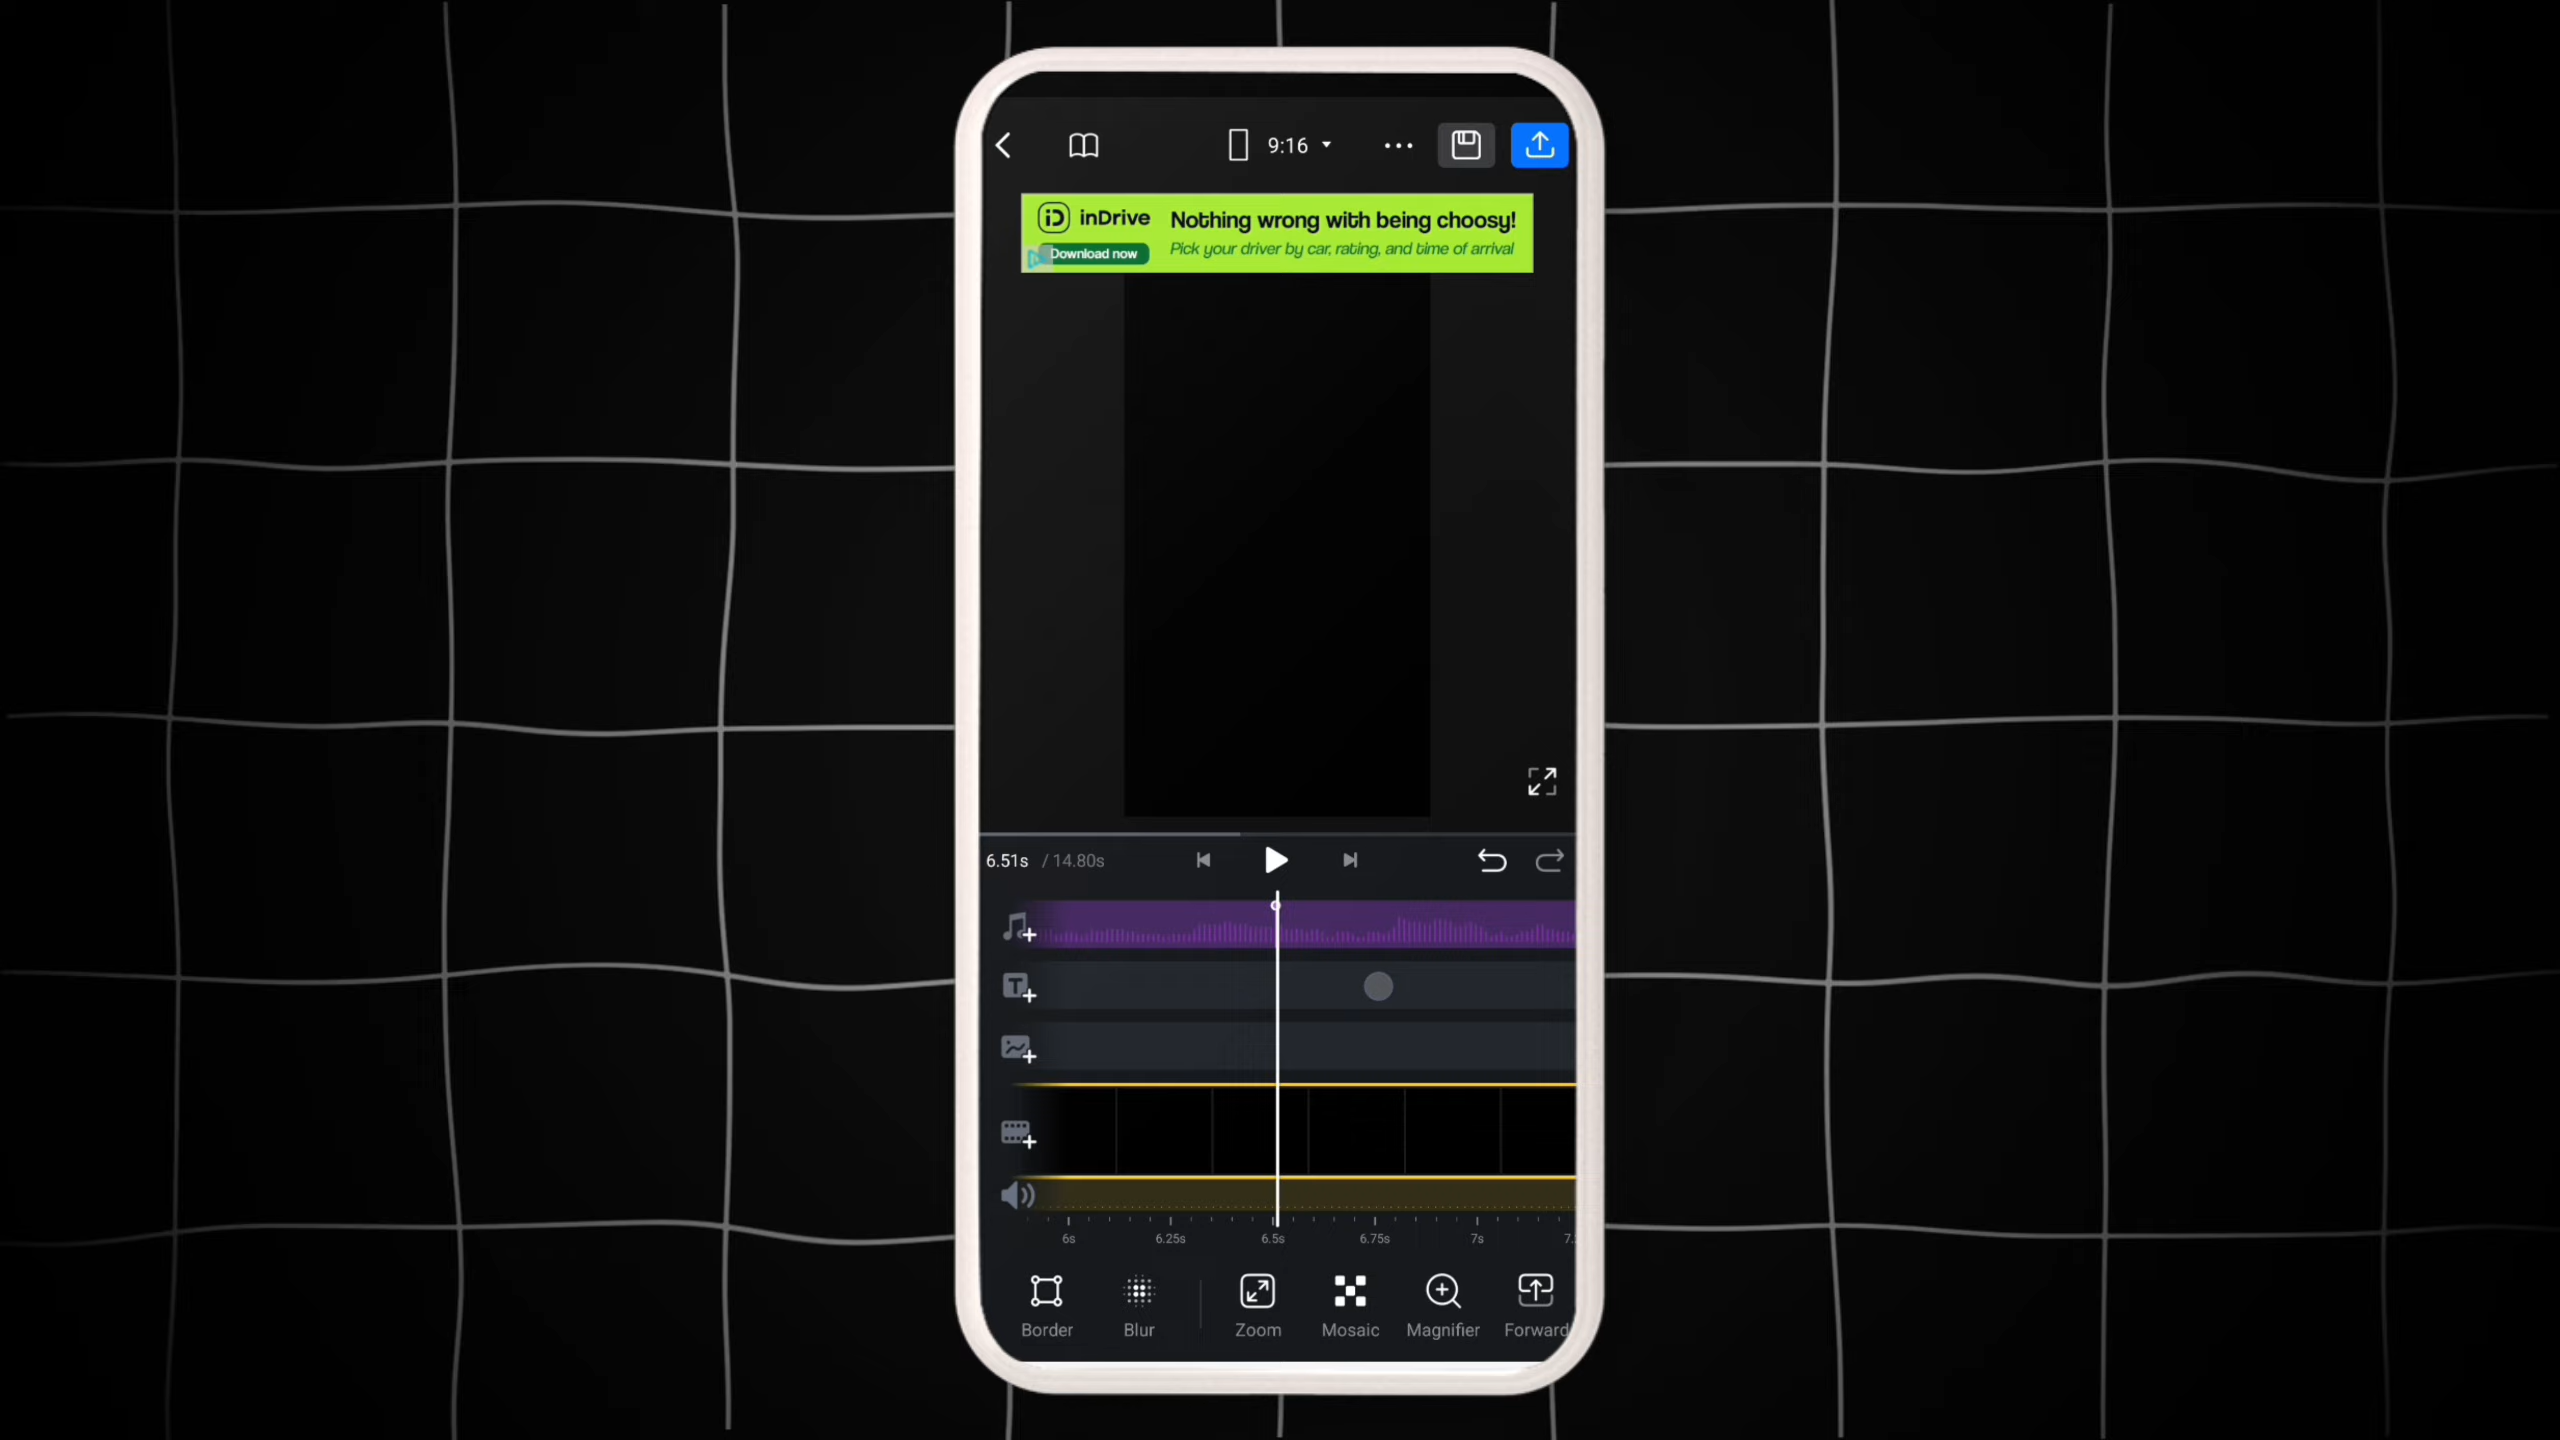 9:16
inDrive
Nothing wrong with being choosy!
Download now
Pick your driver by car, rating, and time of arrival
6.51s / 14.80s
6s 6.25s 6.5s 6.75s 7s 7.
Border Blur Zoom Mosaic Magnifier Forward